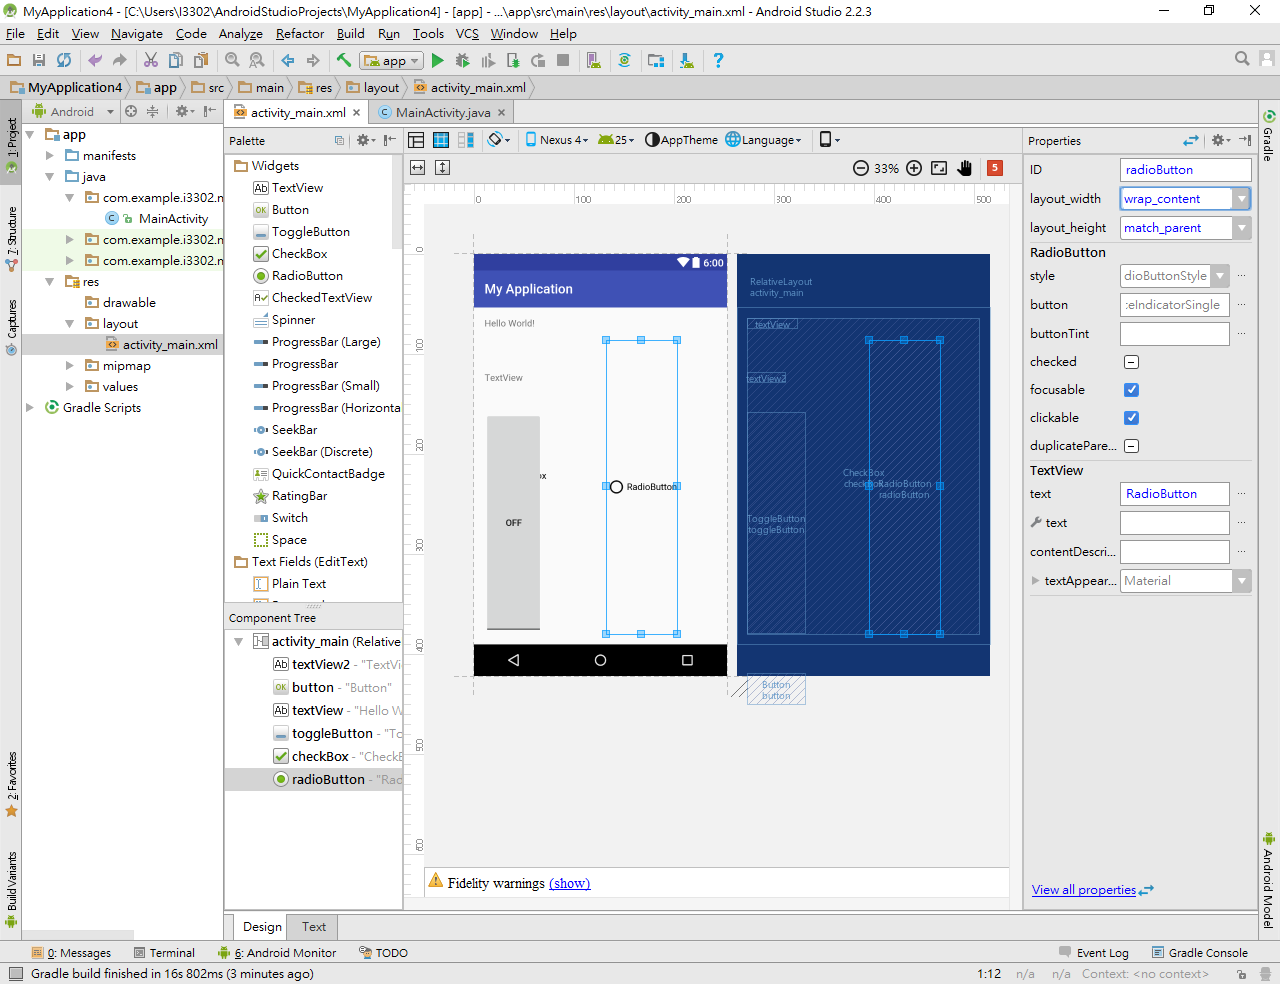 MyApplication4 - [C:\Users\I3302\AndroidStudioProjects\MyApplication4] - [app] - ...\app\src\main\res\layout\activity_main.xml - Android Studio 2.2.3
File Edit View Navigate Code Analyze Refactor Build Run Tools VCS Window Help
app
MyApplication4 app src main res layout activity_main.xml
1: Project
7: Structure
Captures
2: Favorites
Build Variants
Android
app
manifests
java
com.example.i3302.m
MainActivity
com.example.i3302.m
com.example.i3302.m
res
drawable
layout
activity_main.xml
mipmap
values
Gradle Scripts
activity_main.xml MainActivity.java
Palette
Widgets
TextView
Button
ToggleButton
CheckBox
RadioButton
CheckedTextView
Spinner
ProgressBar (Large)
ProgressBar
ProgressBar (Small)
ProgressBar (Horizonta
SeekBar
SeekBar (Discrete)
QuickContactBadge
RatingBar
Switch
Space
Text Fields (EditText)
Plain Text
Component Tree
activity_main (Relative
textView2 - "TextVi
button - "Button"
textView - "Hello W
toggleButton - "To
checkBox - "CheckB
radioButton - "Rad
Nexus 4 25 AppTheme Language
33% 5
0 100 200 300 400 500
0
100
200
300
400
500
600
6:00
My Application
Hello World!
TextView
ox
OFF
RadioButton
RelativeLayout
activity_main
textView
textView2
CheckBox
checkBox
RadioButton
radioButton
ToggleButton
toggleButton
Button
button
Fidelity warnings (show)
Design Text
Properties
ID radioButton
layout_width wrap_content
layout_height match_parent
RadioButton
style dioButtonStyle ...
button :eIndicatorSingle ...
buttonTint ...
checked
focusable
clickable
duplicatePare...
TextView
text RadioButton ...
text ...
contentDescri... ...
textAppear... Material
View all properties
Gradle
Android Model
0: Messages Terminal 6: Android Monitor TODO Event Log Gradle Console
Gradle build finished in 16s 802ms (3 minutes ago) 1:12 n/a n/a Context: <no context>